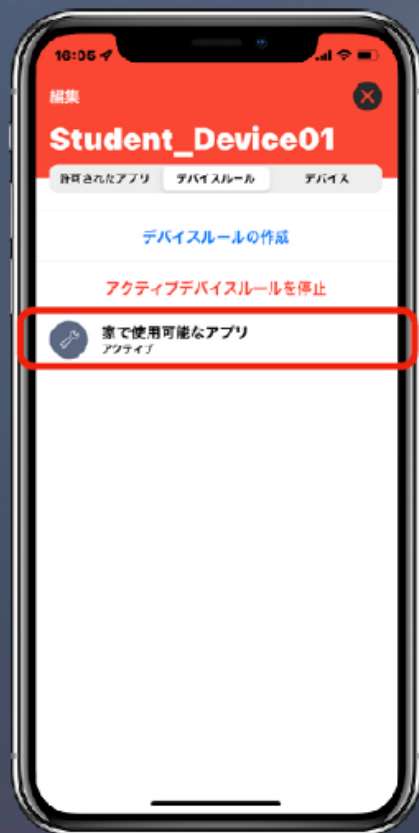 16:05
編集
Student_Device01
許可されたアプリ デバイスルール デバイス
デバイスルールの作成
アクティブデバイスルールを停止
家で使用可能なアプリ
アクティブ